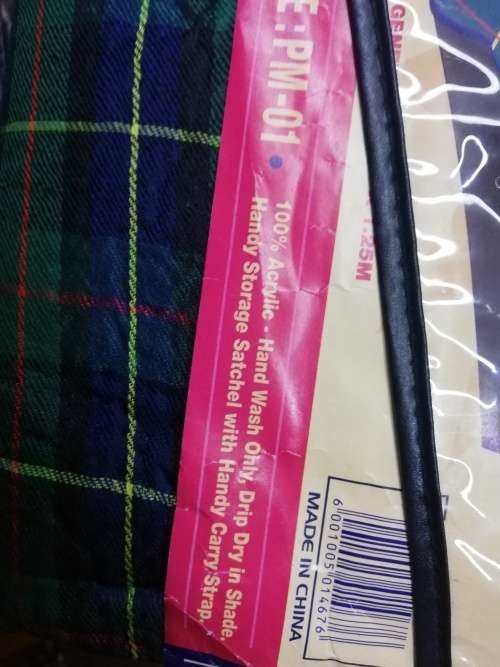 E: PM-01 •
100% Acrylic - Hand Wash Only, Drip Dry in Shade.
Handy Storage Satchel with Handy Carry Strap.
1.25M
MADE IN CHINA
6 001005 014676